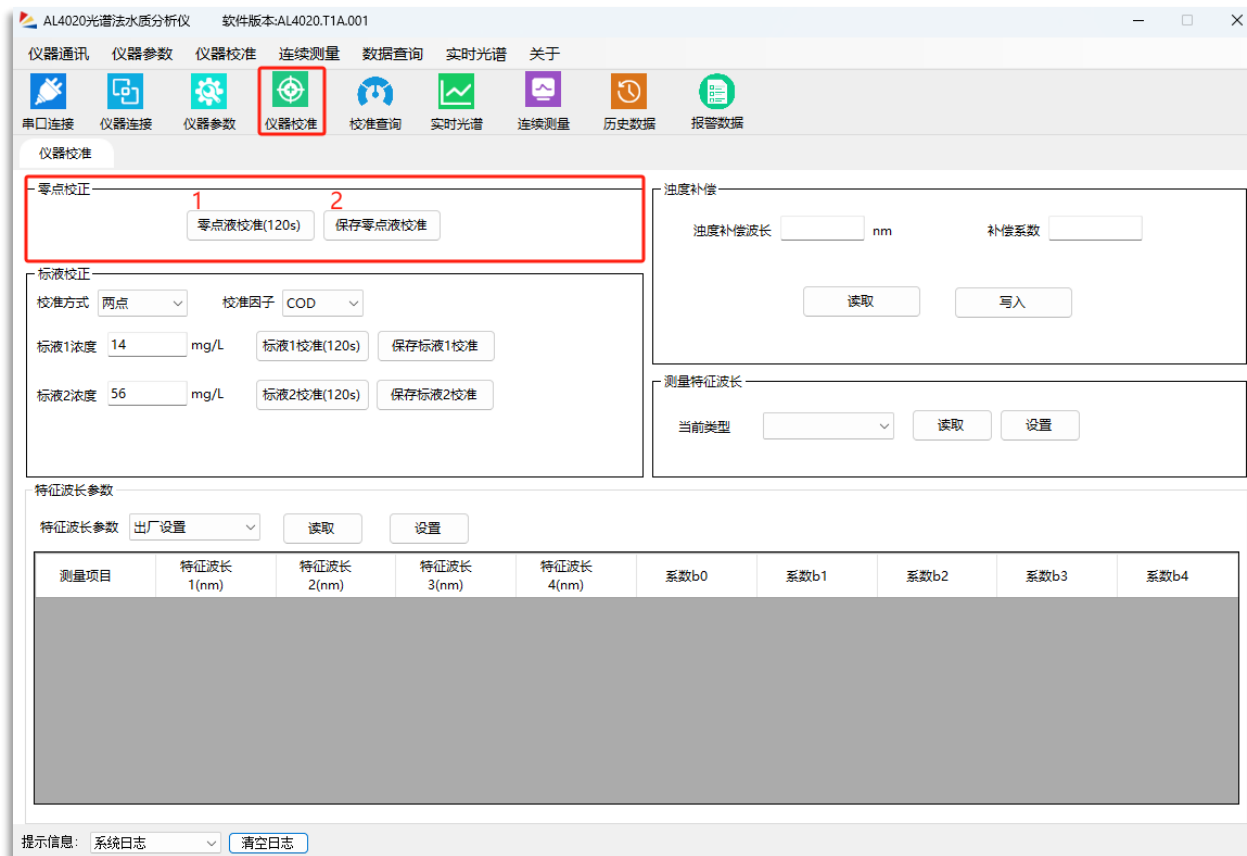 AL4020光谱法水质分析仪 软件版本:AL4020.T1A.001
仪器通讯 仪器参数 仪器校准 连续测量 数据查询 实时光谱 关于
串口连接 仪器连接 仪器参数 仪器校准 校准查询 实时光谱 连续测量 历史数据 报警数据
仪器校准
零点校正
1 2
零点液校准(120s) 保存零点液校准
标液校正
校准方式 两点 校准因子 COD
标液1浓度 14 mg/L 标液1校准(120s) 保存标液1校准
标液2浓度 56 mg/L 标液2校准(120s) 保存标液2校准
浊度补偿
浊度补偿波长 nm 补偿系数
读取 写入
测量特征波长
当前类型 读取 设置
特征波长参数
特征波长参数 出厂设置 读取 设置
测量项目 特征波长1(nm) 特征波长2(nm) 特征波长3(nm) 特征波长4(nm) 系数b0 系数b1 系数b2 系数b3 系数b4
提示信息: 系统日志 清空日志